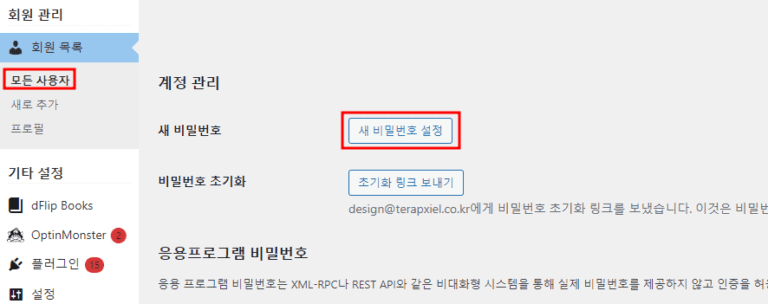 회원 관리
회원 목록
모든 사용자
새로 추가
프로필
기타 설정
dFlip Books
OptinMonster 2
플러그인 15
설정
계정 관리
새 비밀번호 새 비밀번호 설정
비밀번호 초기화 초기화 링크 보내기
design@terapxiel.co.kr에게 비밀번호 초기화 링크를 보냈습니다. 이것은 비밀번
응용프로그램 비밀번호
응용 프로그램 비밀번호는 XML-RPC나 REST API와 같은 비대화형 시스템을 통해 실제 비밀번호를 제공하지 않고 인증을 허